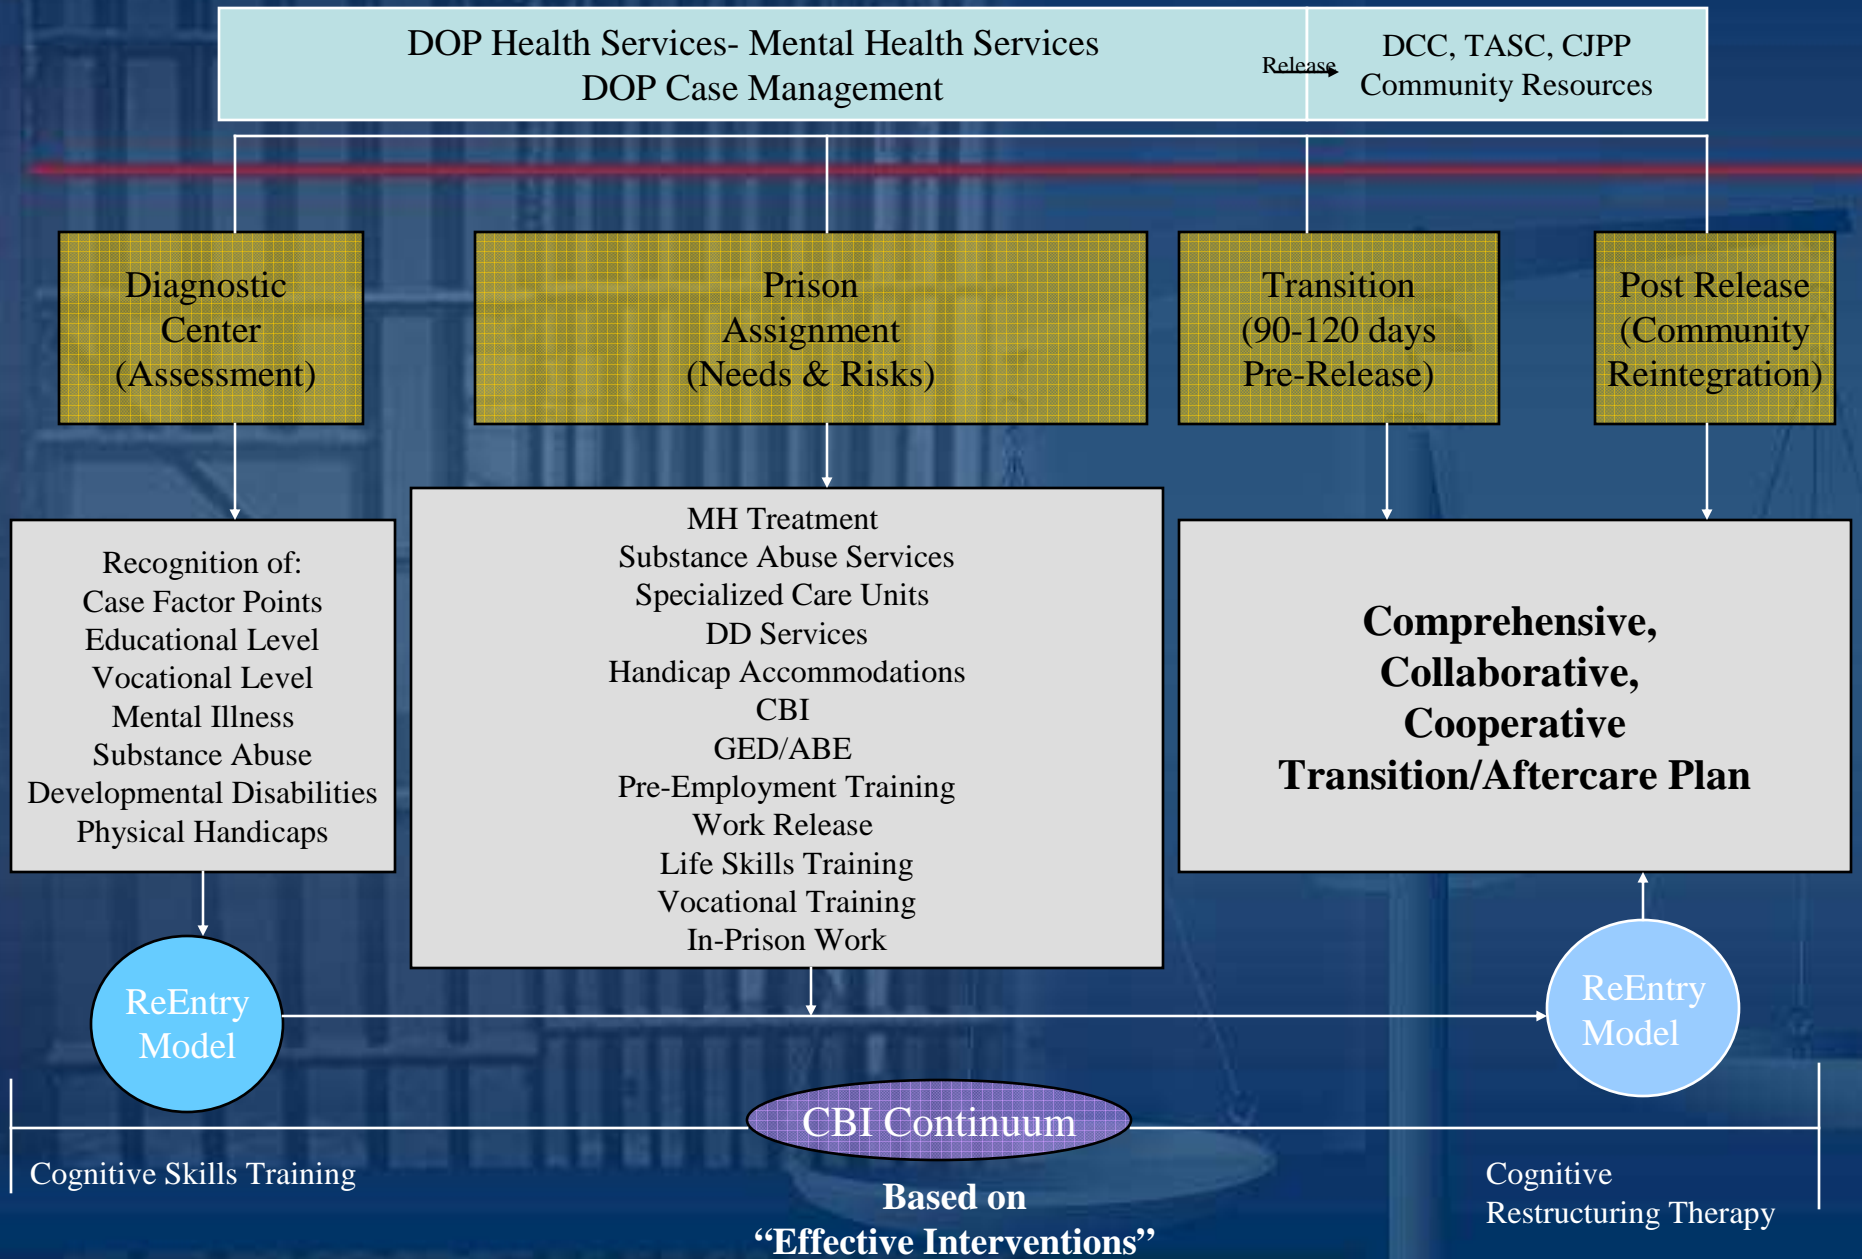 DOP Health Services- Mental Health Services
DOP Case Management
Release
DCC, TASC, CJPP
Community Resources
Diagnostic
Center
(Assessment)
Prison
Assignment
(Needs & Risks)
Transition
(90-120 days
Pre-Release)
Post Release
(Community
Reintegration)
Recognition of:
Case Factor Points
Educational Level
Vocational Level
Mental Illness
Substance Abuse
Developmental Disabilities
Physical Handicaps
MH Treatment
Substance Abuse Services
Specialized Care Units
DD Services
Handicap Accommodations
CBI
GED/ABE
Pre-Employment Training
Work Release
Life Skills Training
Vocational Training
In-Prison Work
Comprehensive,
Collaborative,
Cooperative
Transition/Aftercare Plan
ReEntry
Model
ReEntry
Model
CBI Continuum
Cognitive Skills Training
Based on
“Effective Interventions”
Cognitive
Restructuring Therapy